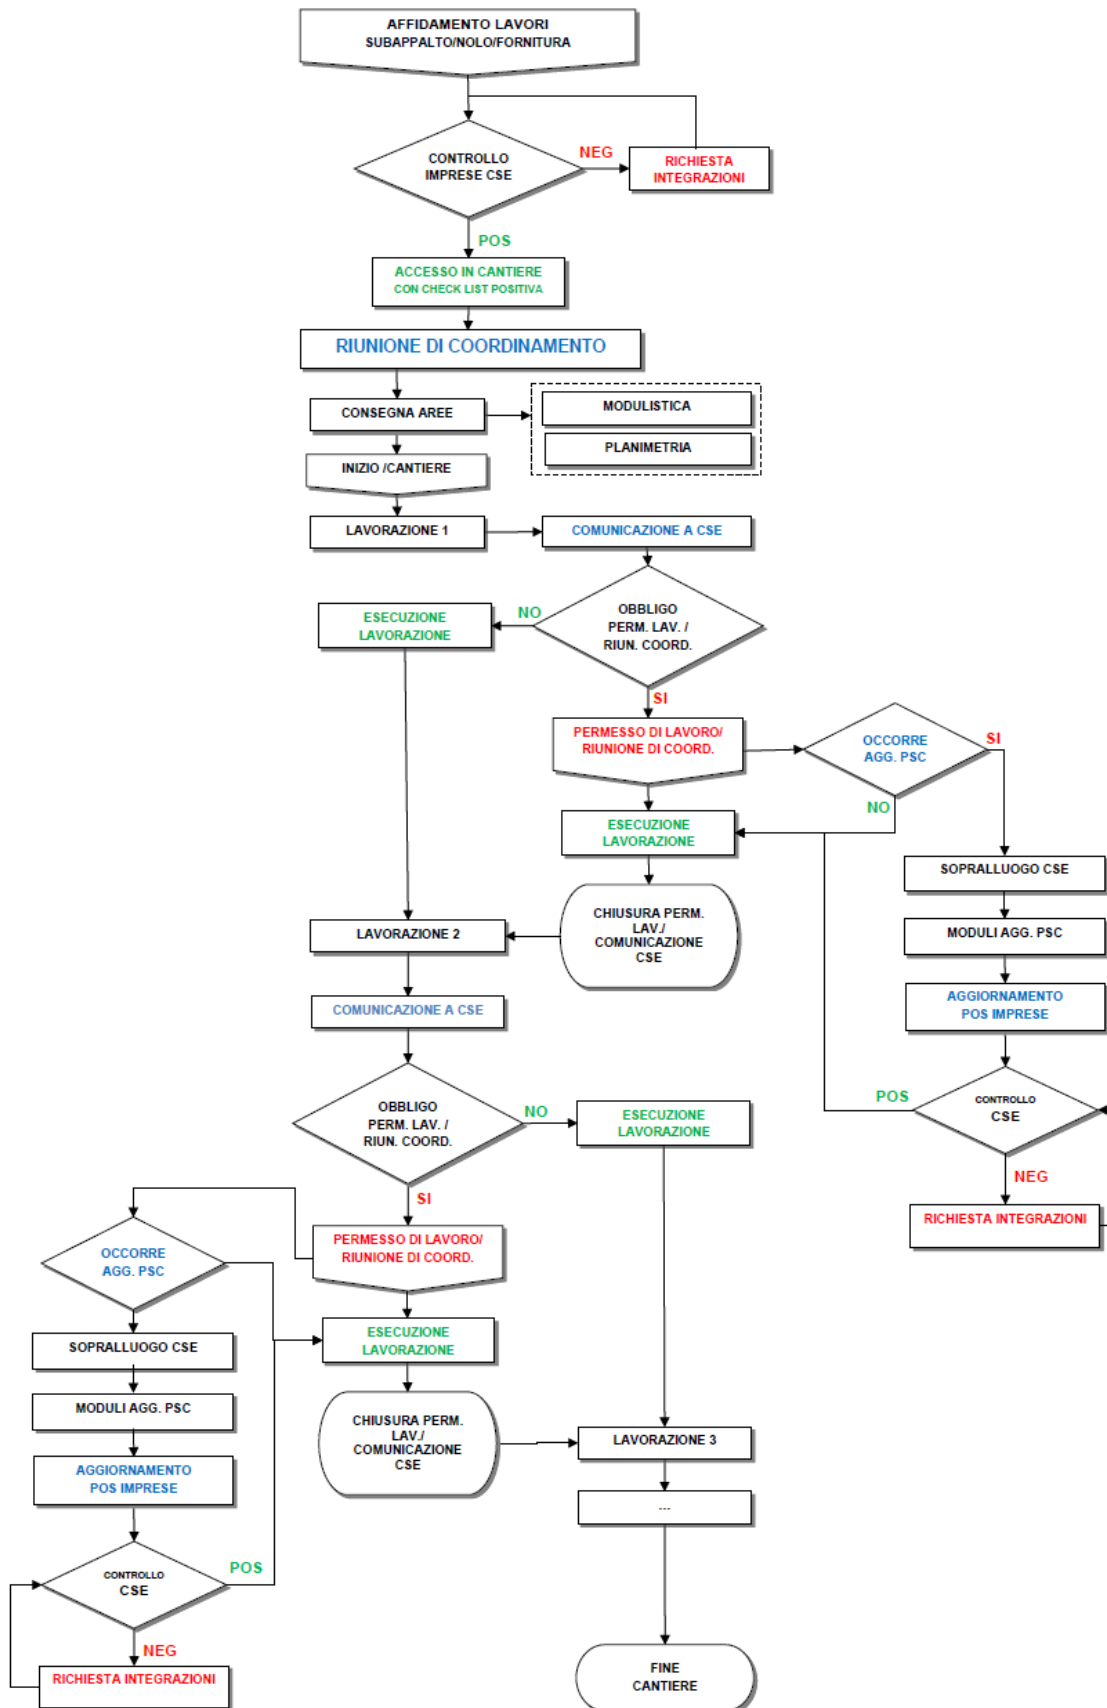 AFFIDAMENTO LAVORI
SUBAPPALTO/NOLO/FORNITURA
CONTROLLO
IMPRESE CSE
NEG
RICHIESTA
INTEGRAZIONI
POS
ACCESSO IN CANTIERE
CON CHECK LIST POSITIVA
RIUNIONE DI COORDINAMENTO
CONSEGNA AREE
MODULISTICA
PLANIMETRIA
INIZIO /CANTIERE
LAVORAZIONE 1
COMUNICAZIONE A CSE
OBBLIGO
PERM. LAV. /
RIUN. COORD.
NO
ESECUZIONE
LAVORAZIONE
SI
PERMESSO DI LAVORO/
RIUNIONE DI COORD.
OCCORRE
AGG. PSC
SI
NO
ESECUZIONE
LAVORAZIONE
SOPRALLUOGO CSE
CHIUSURA PERM.
LAV./
COMUNICAZIONE
CSE
LAVORAZIONE 2
MODULI AGG. PSC
COMUNICAZIONE A CSE
AGGIORNAMENTO
POS IMPRESE
OBBLIGO
PERM. LAV. /
RIUN. COORD.
NO
ESECUZIONE
LAVORAZIONE
POS
CONTROLLO
CSE
NEG
RICHIESTA INTEGRAZIONI
SI
PERMESSO DI LAVORO/
RIUNIONE DI COORD.
OCCORRE
AGG. PSC
ESECUZIONE
LAVORAZIONE
SOPRALLUOGO CSE
MODULI AGG. PSC
CHIUSURA PERM.
LAV./
COMUNICAZIONE
CSE
LAVORAZIONE 3
AGGIORNAMENTO
POS IMPRESE
...
CONTROLLO
CSE
POS
NEG
RICHIESTA INTEGRAZIONI
FINE
CANTIERE